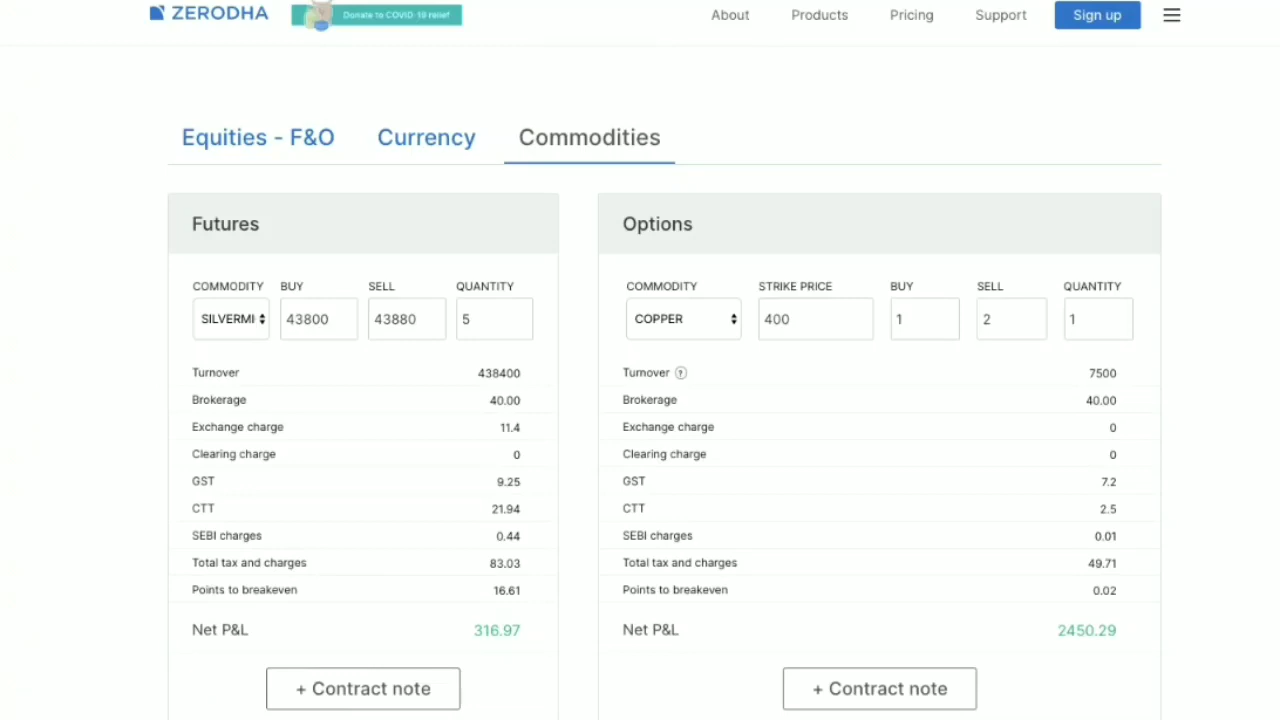 ZERODHA
Donate to COVID-19 relief
About Products Pricing Support Sign up
Equities - F&O Currency Commodities
Futures
COMMODITY BUY SELL QUANTITY
SILVERMI 43800 43880 5
Turnover 438400
Brokerage 40.00
Exchange charge 11.4
Clearing charge 0
GST 9.25
CTT 21.94
SEBI charges 0.44
Total tax and charges 83.03
Points to breakeven 16.61
Net P&L 316.97
+ Contract note
Options
COMMODITY STRIKE PRICE BUY SELL QUANTITY
COPPER 400 1 2 1
Turnover ? 7500
Brokerage 40.00
Exchange charge 0
Clearing charge 0
GST 7.2
CTT 2.5
SEBI charges 0.01
Total tax and charges 49.71
Points to breakeven 0.02
Net P&L 2450.29
+ Contract note